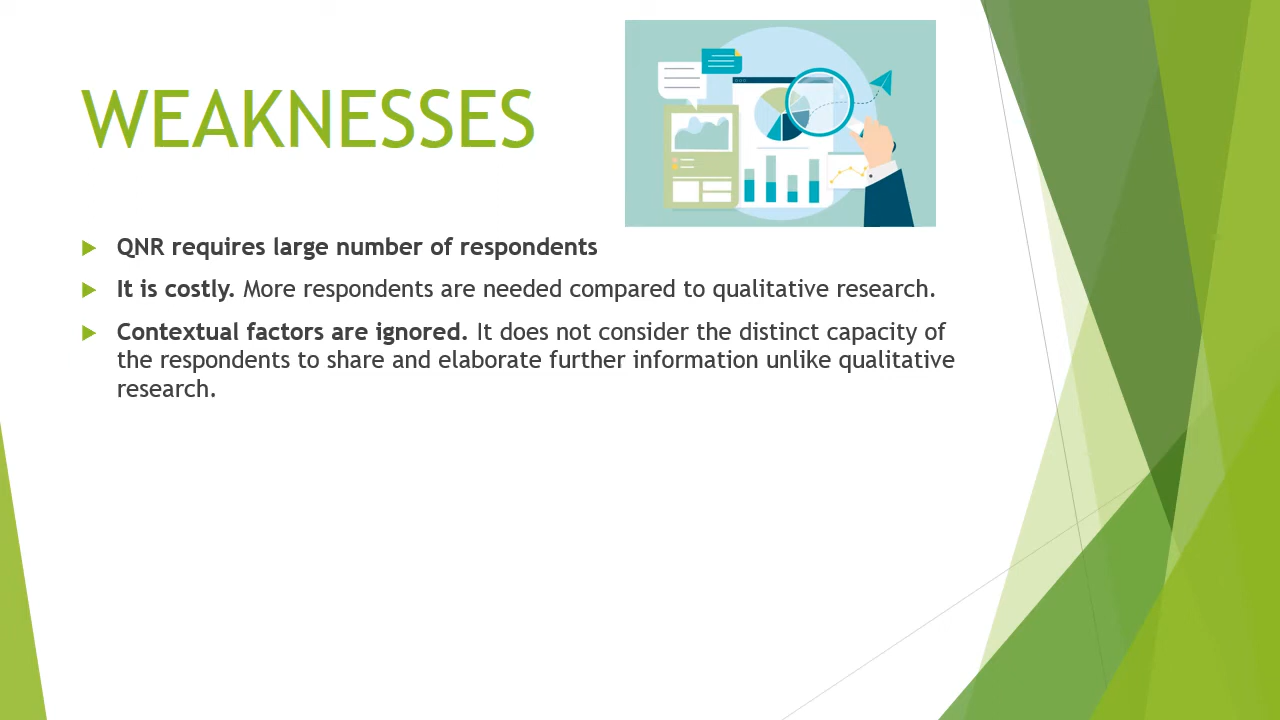 WEAKNESSES
QNR requires large number of respondents
It is costly. More respondents are needed compared to qualitative research.
Contextual factors are ignored. It does not consider the distinct capacity of
the respondents to share and elaborate further information unlike qualitative
research.